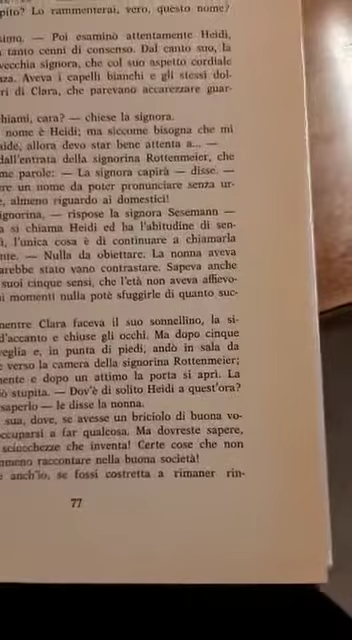 pito? Lo rammenterai, vero, questo nome?
simo. — Poi esaminò attentamente Heidi,
tanto cenni di consenso. Dal canto suo, la
vecchia signora, che col suo aspetto cordiale
nza. Aveva i capelli bianchi e gli stessi dol-
ri di Clara, che parevano accarezzare guar-
chiami, cara? — chiese la signora.
nome è Heidi; ma siccome bisogna che mi
aide, allora devo star bene attenta a... —
dall'entrata della signorina Rottenmeier, che
me parole: — La signora capirà — disse. —
ere un nome da poter pronunciare senza ur-
e, almeno riguardo ai domestici!
ignorina, — rispose la signora Sesemann —
a si chiama Heidi ed ha l'abitudine di sen-
ì, l'unica cosa è di continuare a chiamarla
nte. — Nulla da obiettare. La nonna aveva
arebbe stato vano contrastare. Sapeva anche
suoi cinque sensi, che l'età non aveva affievo-
i momenti nulla poté sfuggirle di quanto suc-
mentre Clara faceva il suo sonnellino, la si-
d'accanto e chiuse gli occhi. Ma dopo cinque
veglia e, in punta di piedi, andò in sala da
e verso la camera della signorina Rottenmeier;
mente e dopo un attimo la porta si aprì. La
iò stupita. — Dov'è di solito Heidi a quest'ora?
saperlo — le disse la nonna.
sua, dove, se avesse un briciolo di buona vo-
ccuparsi a far qualcosa. Ma dovreste sapere,
sciocchezze che inventa! Certe cose che non
mmeno raccontare nella buona società!
e anch'io, se fossi costretta a rimaner rin-
77